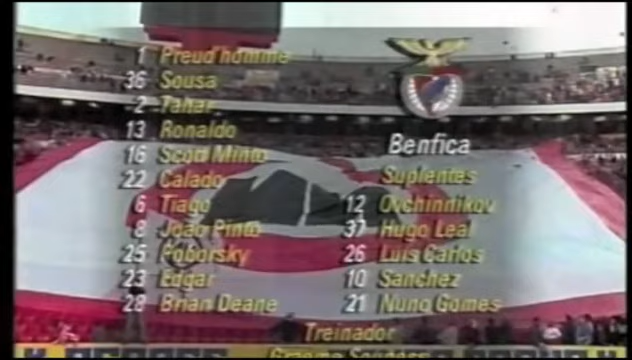 1 Preud'homme
36 Sousa
2 Tahar
13 Ronaldo
16 Scott Minto
22 Calado
6 Tiago
8 João Pinto
25 Poborsky
23 Edgar
28 Brian Deane
Benfica
Suplentes
12 Ovchinnikov
37 Hugo Leal
26 Luis Carlos
10 Sanchez
21 Nuno Gomes
Treinador
Graeme Souness